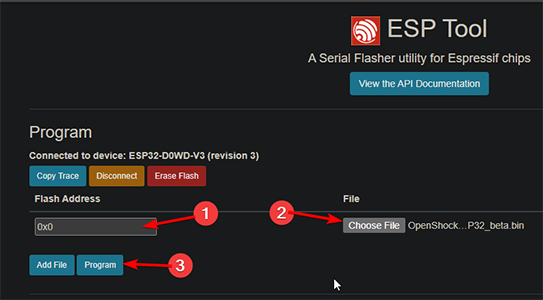 ESP Tool
A Serial Flasher utility for Espressif chips
View the API Documentation
Program
Connected to device: ESP32-D0WD-V3 (revision 3)
Copy Trace Disconnect Erase Flash
Flash Address File
0x0 1 2 Choose File OpenShock...P32_beta.bin
Add File Program 3